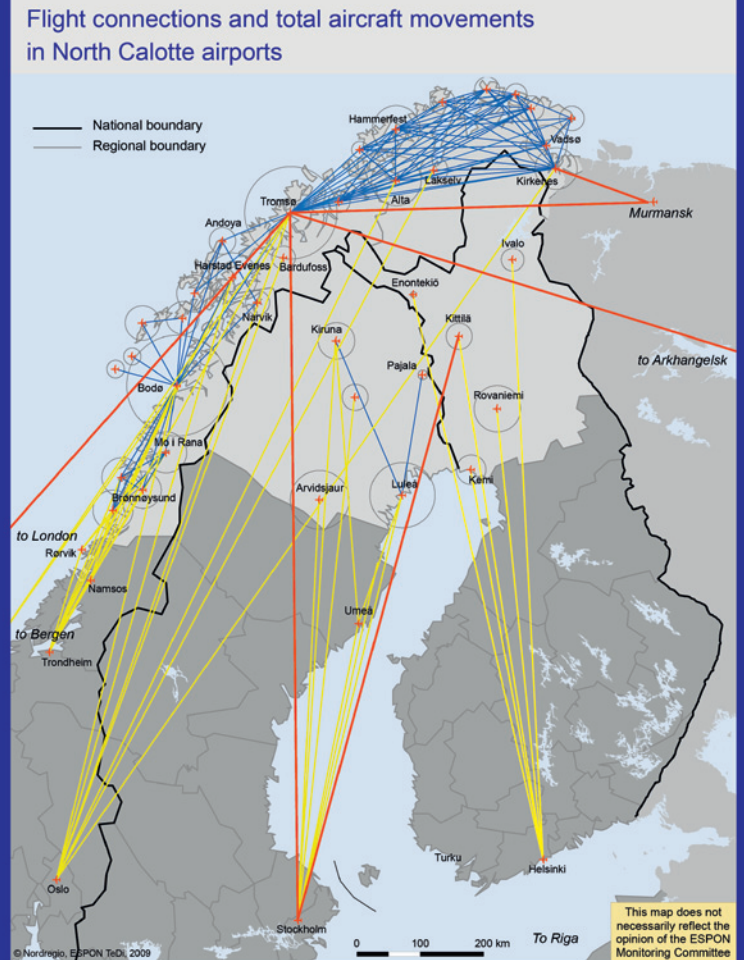 Flight connections and total aircraft movements
in North Calotte airports
National boundary
Regional boundary
Hammerfest
Vadsø
Lakselv
Kirkenes
Alta
Tromsø
Murmansk
Andoya
Ivalo
Harstad Evenes
Bardufoss
Enontekiö
Narvik
Kiruna
Kittilä
to Arkhangelsk
Pajala
Bodø
Rovaniemi
Mo i Rana
Kemi
Luleå
Arvidsjaur
Brønnøysund
to London
Rørvik
Namsos
Umeå
to Bergen
Trondheim
Turku
Helsinki
Oslo
Stockholm
To Riga
0 100 200 km
This map does not
necessarily reflect the
opinion of the ESPON
Monitoring Committee
© Nordregio, ESPON TeDi, 2009